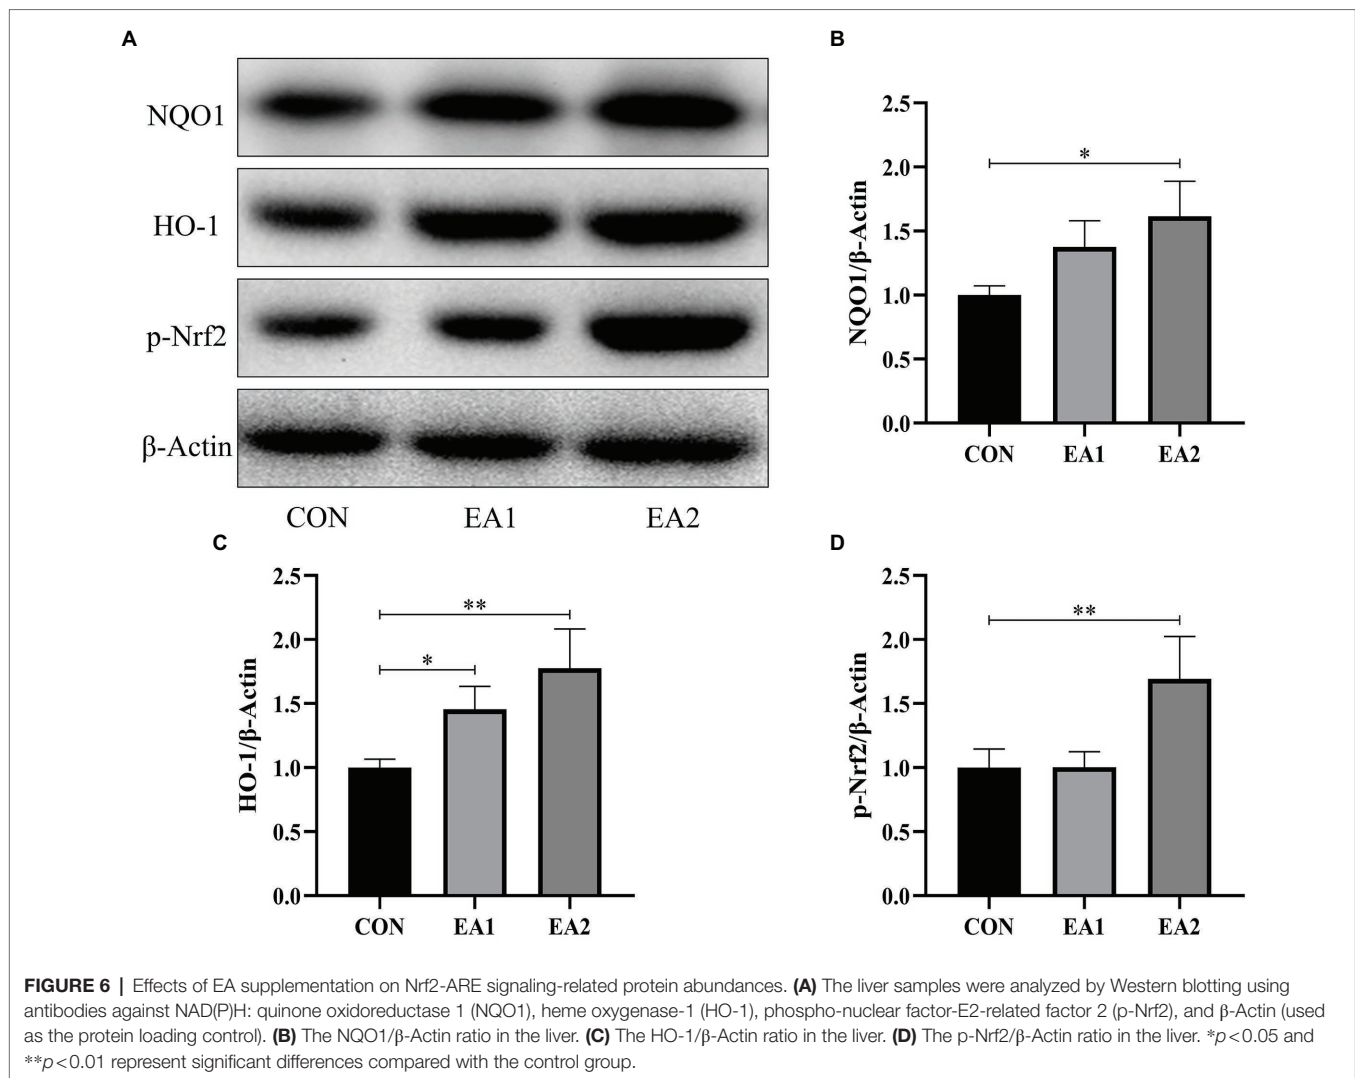 A
NQO1
HO-1
p-Nrf2
β-Actin
CON EA1 EA2
B
NQO1/β-Actin
2.5
2.0
1.5
1.0
0.5
0.0
*
CON EA1 EA2
C
HO-1/β-Actin
2.5
2.0
1.5
1.0
0.5
0.0
**
*
CON EA1 EA2
D
p-Nrf2/β-Actin
2.5
2.0
1.5
1.0
0.5
0.0
**
CON EA1 EA2
FIGURE 6 | Effects of EA supplementation on Nrf2-ARE signaling-related protein abundances. (A) The liver samples were analyzed by Western blotting using
antibodies against NAD(P)H: quinone oxidoreductase 1 (NQO1), heme oxygenase-1 (HO-1), phospho-nuclear factor-E2-related factor 2 (p-Nrf2), and β-Actin (used
as the protein loading control). (B) The NQO1/β-Actin ratio in the liver. (C) The HO-1/β-Actin ratio in the liver. (D) The p-Nrf2/β-Actin ratio in the liver. *p<0.05 and
**p<0.01 represent significant differences compared with the control group.